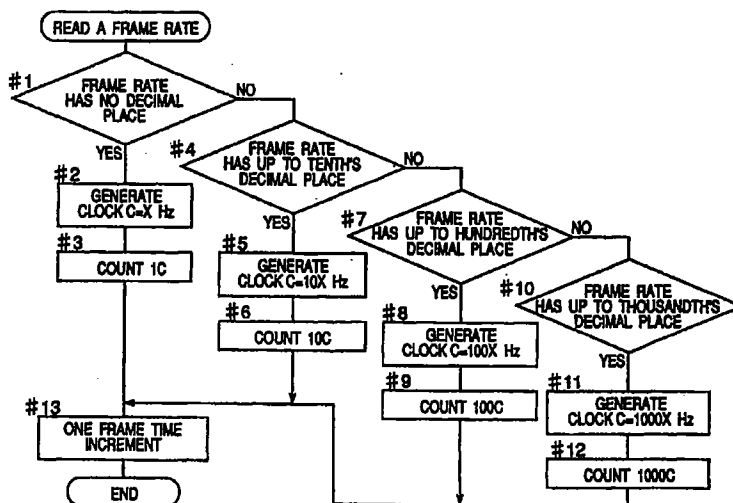 READ A FRAME RATE
#1
FRAME RATE
HAS NO DECIMAL
PLACE
NO
YES
#2
GENERATE
CLOCK C=X Hz
#3
COUNT 1C
#4
FRAME RATE
HAS UP TO TENTH'S
DECIMAL PLACE
NO
YES
#5
GENERATE
CLOCK C=10X Hz
#6
COUNT 10C
#7
FRAME RATE
HAS UP TO HUNDREDTH'S
DECIMAL PLACE
NO
YES
#8
GENERATE
CLOCK C=100X Hz
#9
COUNT 100C
#10
FRAME RATE
HAS UP TO THOUSANDTH'S
DECIMAL PLACE
YES
#11
GENERATE
CLOCK C=1000X Hz
#12
COUNT 1000C
#13
ONE FRAME TIME
INCREMENT
END